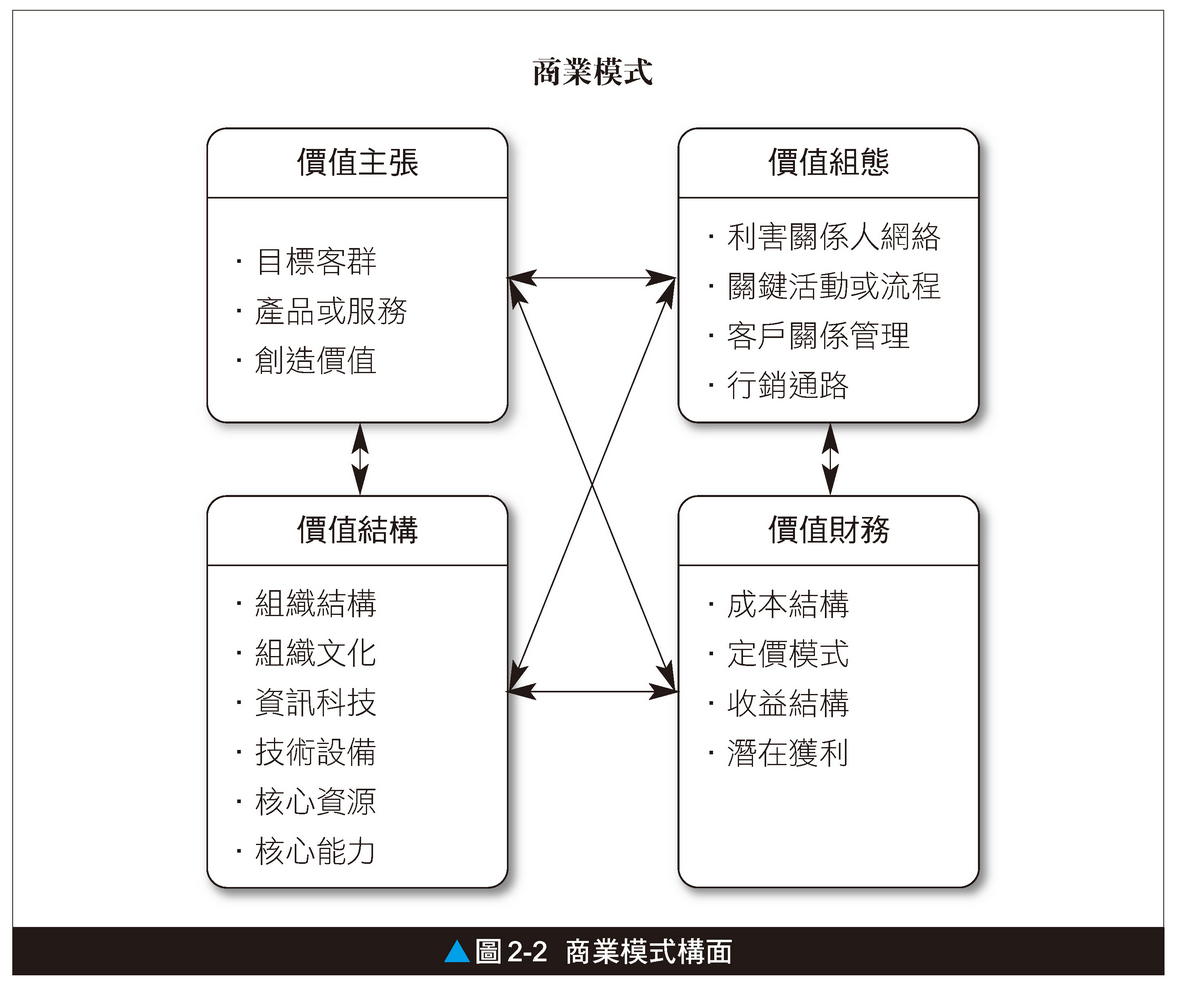 商業模式
價值主張
・目標客群
・產品或服務
・創造價值
價值組態
・利害關係人網絡
・關鍵活動或流程
・客戶關係管理
・行銷通路
價值結構
・組織結構
・組織文化
・資訊科技
・技術設備
・核心資源
・核心能力
價值財務
・成本結構
・定價模式
・收益結構
・潛在獲利
▲圖 2-2 商業模式構面